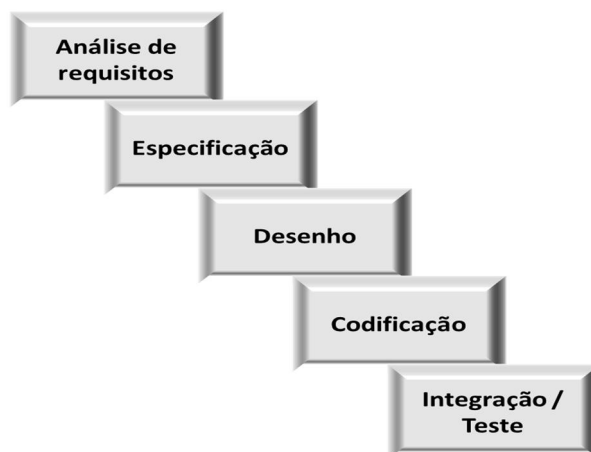 Análise de
requisitos
Especificação
Desenho
Codificação
Integração /
Teste